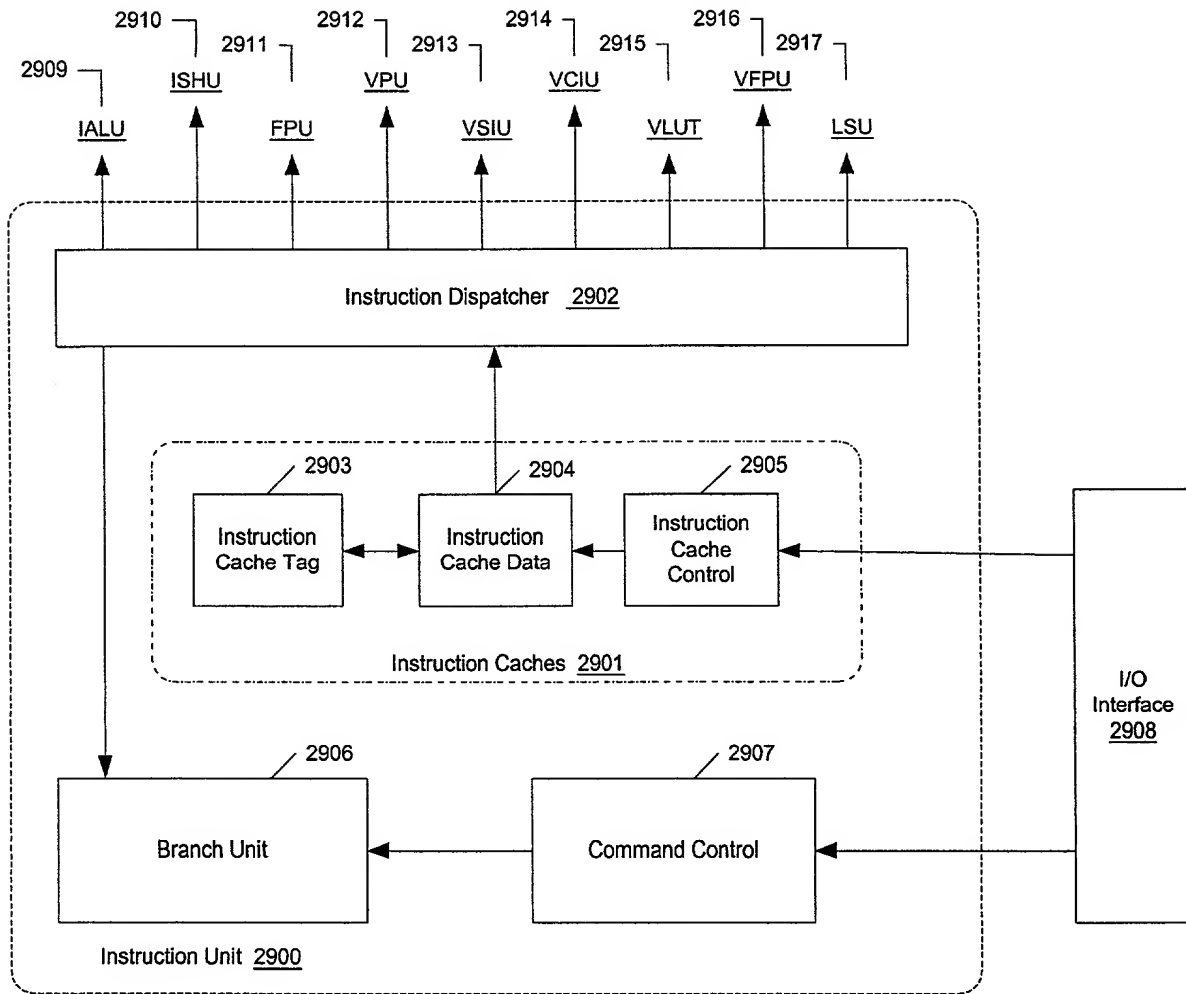 2910 2912 2914 2916
2909 2911 2913 2915 2917
ISHU VPU VCIU VFPU
IALU FPU VSIU VLUT LSU
Instruction Dispatcher 2902
2903 2904 2905
Instruction
Cache Tag
Instruction
Cache Data
Instruction
Cache
Control
Instruction Caches 2901
I/O
Interface
2908
2906 2907
Branch Unit
Command Control
Instruction Unit 2900